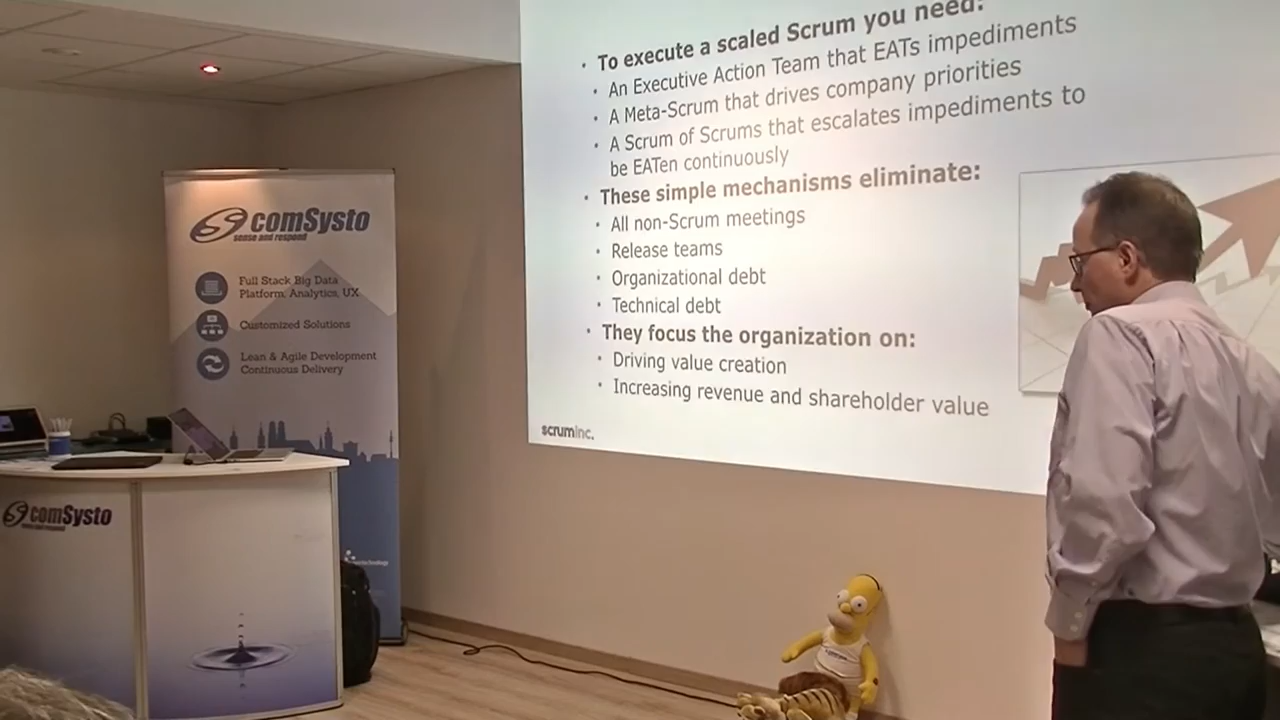 To execute a scaled Scrum you need:
An Executive Action Team that EATs impediments
A Meta-Scrum that drives company priorities
A Scrum of Scrums that escalates impediments to
be EATen continuously
These simple mechanisms eliminate:
All non-Scrum meetings
Release teams
Organizational debt
Technical debt
They focus the organization on:
Driving value creation
Increasing revenue and shareholder value
scruminc.
comSysto
sense and respond
Full Stack Big Data
Platform, Analytics, UX
Customized Solutions
Lean & Agile Development
Continuous Delivery
comSysto